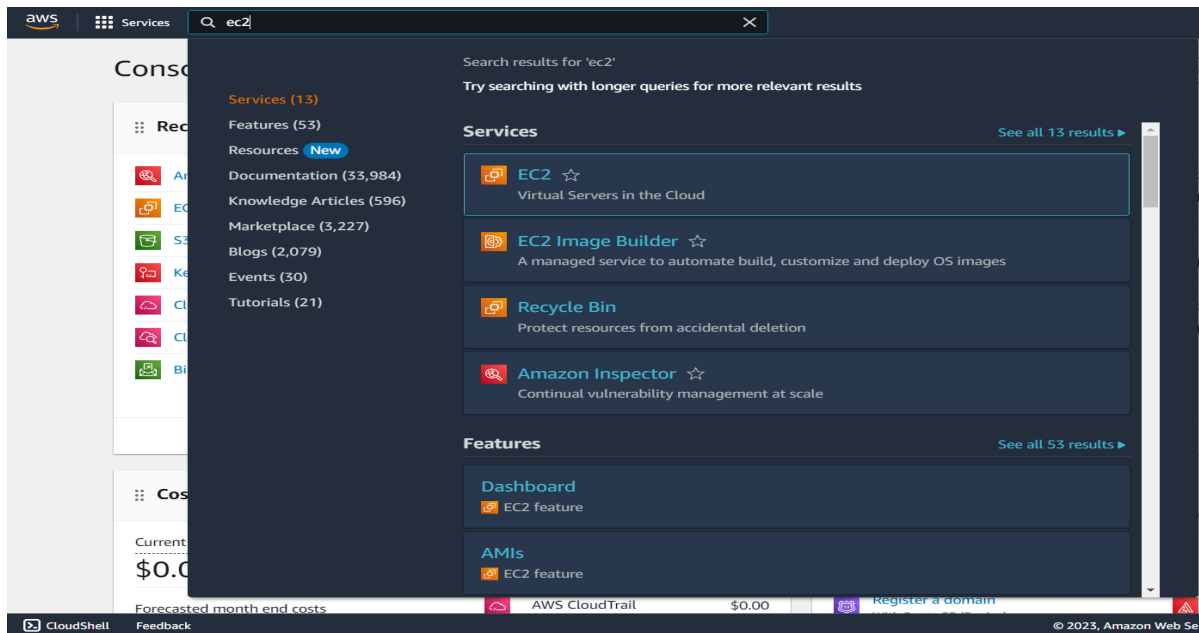 aws
Services
ec2
Search results for 'ec2'
Try searching with longer queries for more relevant results
Services (13)
Features (53)
Resources New
Documentation (33,984)
Knowledge Articles (596)
Marketplace (3,227)
Blogs (2,079)
Events (30)
Tutorials (21)
Services
See all 13 results
EC2
Virtual Servers in the Cloud
EC2 Image Builder
A managed service to automate build, customize and deploy OS images
Recycle Bin
Protect resources from accidental deletion
Amazon Inspector
Continual vulnerability management at scale
Features
See all 53 results
Dashboard
EC2 feature
AMIs
EC2 feature
Conso
Rec
Ar
EC
S3
Ke
Cl
Cl
Bi
Cos
Current
$0.0
Forecasted month end costs
AWS CloudTrail
$0.00
Register a domain
CloudShell
Feedback
© 2023, Amazon Web Se